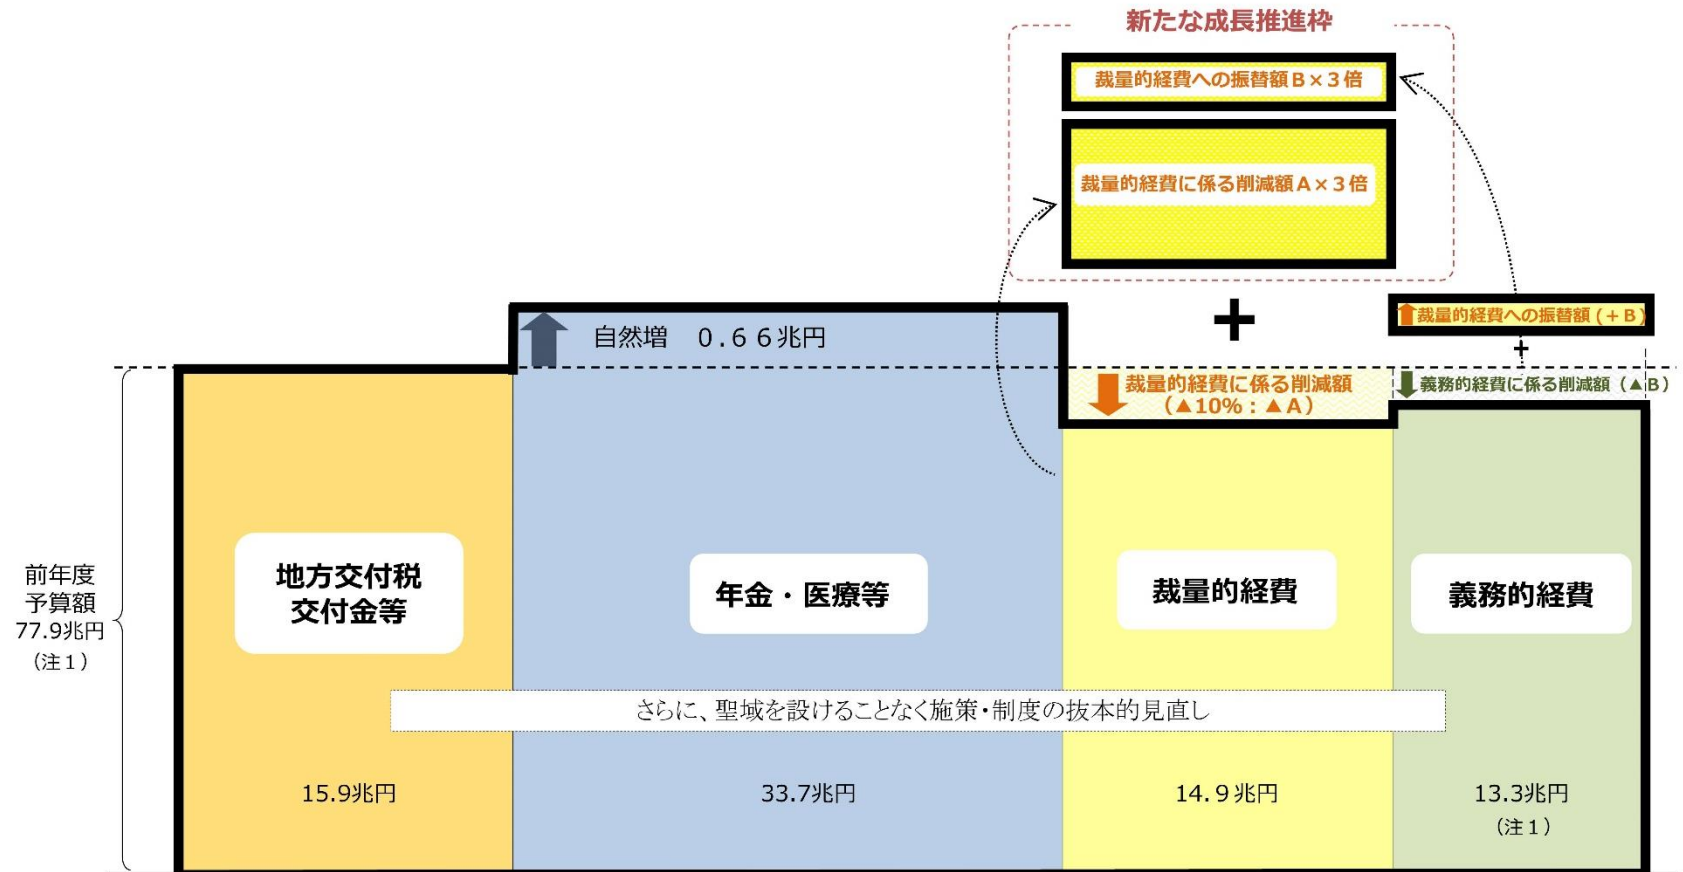 新たな成長推進枠
裁量的経費への振替額B×3倍
裁量的経費に係る削減額A×3倍
+
裁量的経費への振替額(+B)
+
自然増 0.66兆円
裁量的経費に係る削減額
(▲10%:▲A)
義務的経費に係る削減額(▲B)
前年度
予算額
77.9兆円
(注1)
地方交付税
交付金等
年金・医療等
裁量的経費
義務的経費
さらに、聖域を設けることなく施策・制度の抜本的見直し
15.9兆円
33.7兆円
14.9兆円
13.3兆円
(注1)